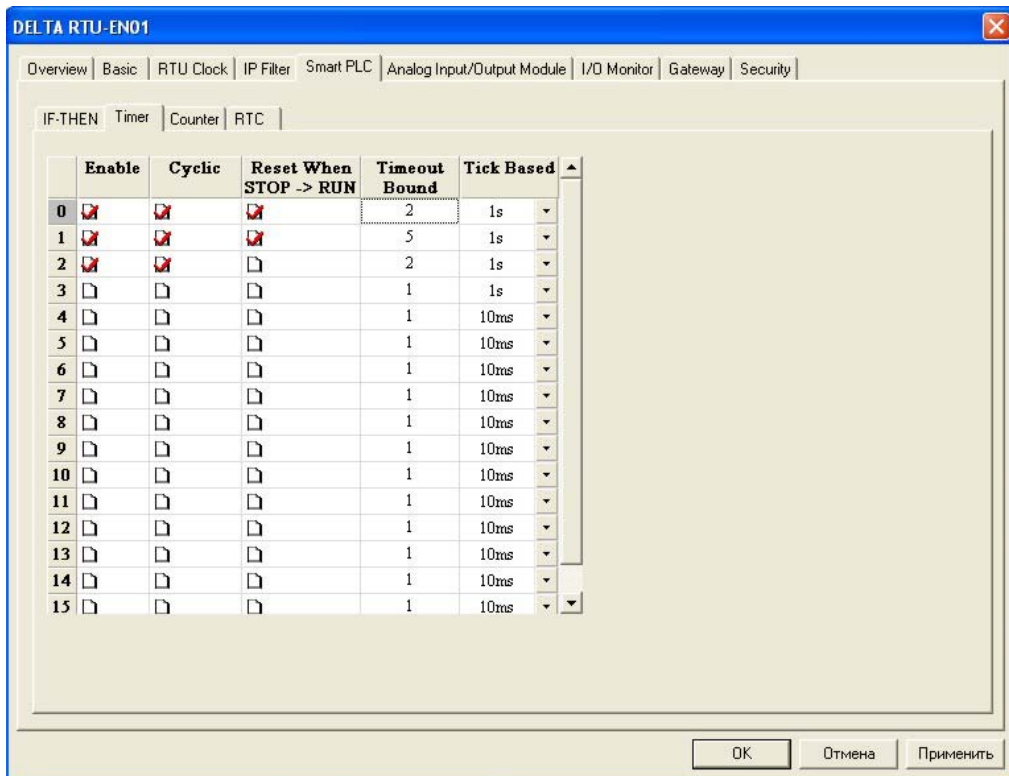 DELTA RTU-EN01
Overview Basic RTU Clock IP Filter Smart PLC Analog Input/Output Module I/O Monitor Gateway Security
IF-THEN Timer Counter RTC
Enable Cyclic Reset When STOP -> RUN Timeout Bound Tick Based
0 2 1s
1 5 1s
2 2 1s
3 1 1s
4 1 10ms
5 1 10ms
6 1 10ms
7 1 10ms
8 1 10ms
9 1 10ms
10 1 10ms
11 1 10ms
12 1 10ms
13 1 10ms
14 1 10ms
15 1 10ms
OK Отмена Применить